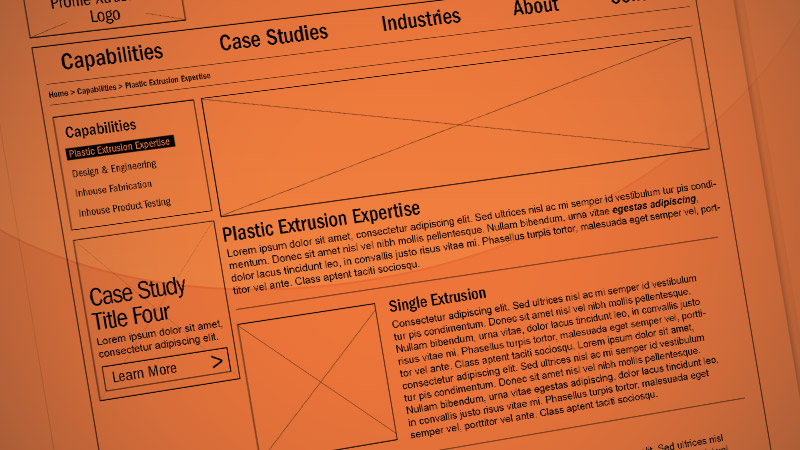 Logo
Capabilities
Case Studies
Industries
About
Home > Capabilities > Plastic Extrusion Expertise
Capabilities
Plastic Extrusion Expertise
Design & Engineering
Inhouse Fabrication
Inhouse Product Testing
Case Study
Title Four
Lorem ipsum dolor sit amet,
consectetur adipiscing elit.
Learn More >
Plastic Extrusion Expertise
Lorem ipsum dolor sit amet, consectetur adipiscing elit. Sed ultrices nisl ac mi semper id vestibulum tur pis condi-
mentum. Donec sit amet nisl vel nibh mollis pellentesque. Nullam bibendum, urna vitae egestas adipiscing,
dolor lacus tincidunt leo, in convallis justo risus vitae mi. Phasellus turpis tortor, malesuada eget semper vel, port-
titor vel ante. Class aptent taciti sociosqu.
Single Extrusion
Consectetur adipiscing elit. Sed ultrices nisl ac mi semper id vestibulum
tur pis condimentum. Donec sit amet nisl vel nibh mollis pellentesque.
Nullam bibendum, urna vitae, dolor lacus tincidunt leo, in convallis justo
risus vitae mi. Phasellus turpis tortor, malesuada eget semper vel, portti-
tor vel ante. Class aptent taciti sociosqu. Lorem ipsum dolor sit amet,
consectetur adipiscing elit. Sed ultrices nisl ac mi semper id vestibulum
tur pis condimentum. Donec sit amet nisl vel nibh mollis pellentesque.
Nullam bibendum, urna vitae egestas adipiscing, dolor lacus tincidunt leo,
in convallis justo risus vitae mi. Phasellus turpis tortor. malesuada eget
semper vel, porttitor vel ante. Class aptent taciti sociosqu.
elit. Sed ultrices nisl